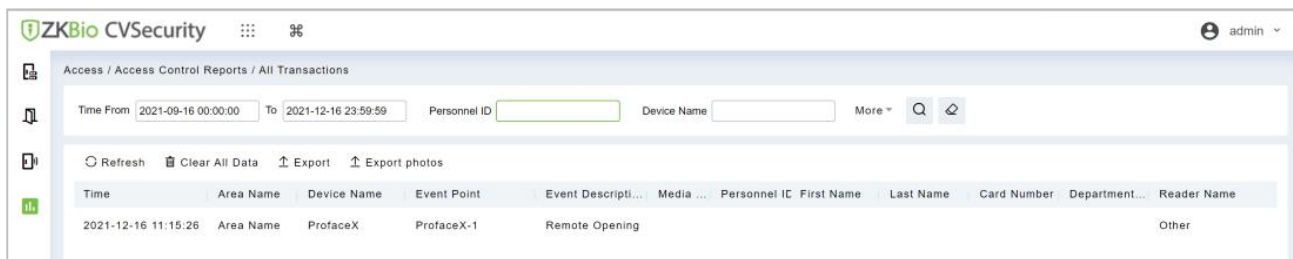 ZKBio CVSecurity admin
Access / Access Control Reports / All Transactions
Time From 2021-09-16 00:00:00 To 2021-12-16 23:59:59 Personnel ID Device Name More
Refresh Clear All Data Export Export photos
Time Area Name Device Name Event Point Event Descripti... Media ... Personnel ID First Name Last Name Card Number Department... Reader Name
2021-12-16 11:15:26 Area Name ProfaceX ProfaceX-1 Remote Opening Other